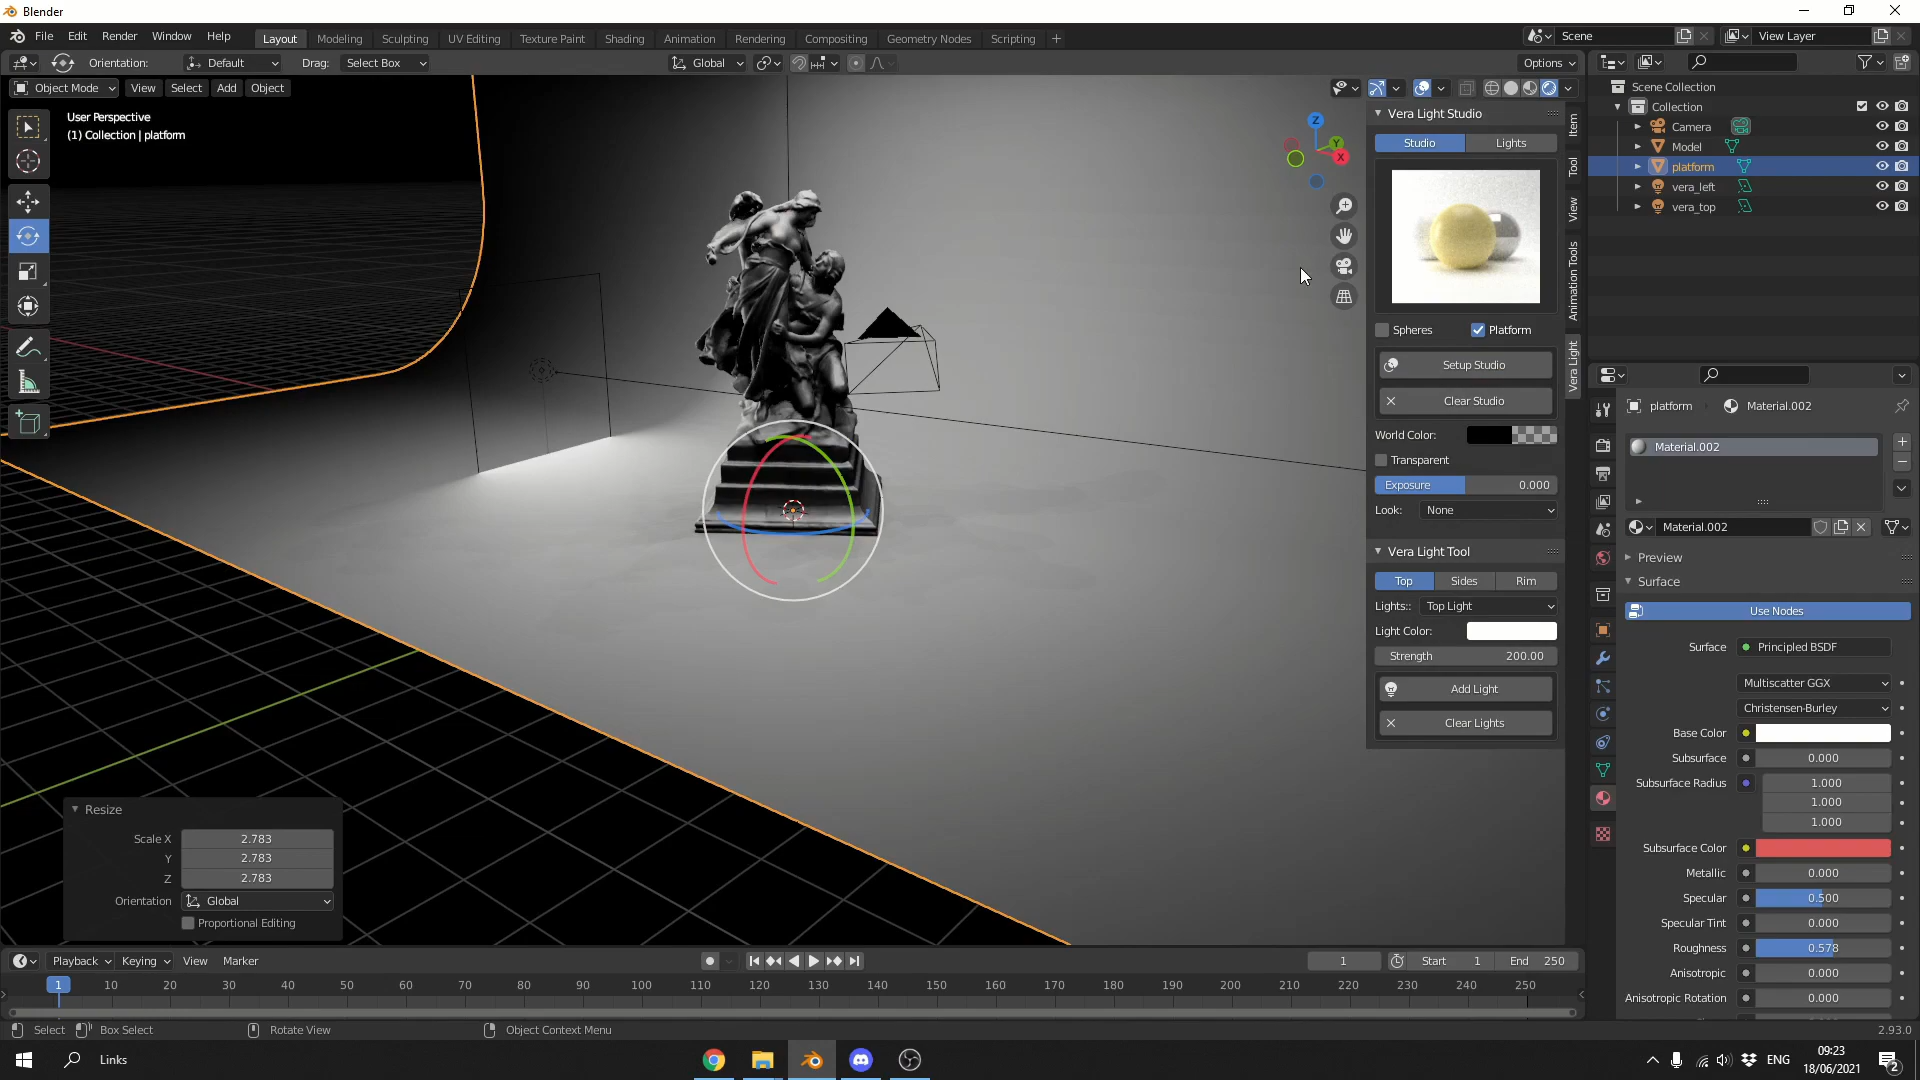 Blender
File Edit Render Window Help
Layout Modeling Sculpting UV Editing Texture Paint Shading Animation Rendering Compositing Geometry Nodes Scripting +
Scene
View Layer
Orientation: Default Drag: Select Box
Global
Options
Object Mode View Select Add Object
User Perspective
(1) Collection | platform
Z
Y
X
Vera Light Studio
Studio Lights
Spheres Platform
Setup Studio
Clear Studio
World Color:
Transparent
Exposure 0.000
Look: None
Vera Light Tool
Top Sides Rim
Lights:: Top Light
Light Color:
Strength 200.00
Add Light
Clear Lights
Item
Tool
View
Animation Tools
Vera Light
Scene Collection
Collection
Camera
Model
platform
vera_left
vera_top
platform Material.002
Material.002
Material.002
Preview
Surface
Use Nodes
Surface Principled BSDF
Multiscatter GGX
Christensen-Burley
Base Color
Subsurface 0.000
Subsurface Radius 1.000
1.000
1.000
Subsurface Color
Metallic 0.000
Specular 0.500
Specular Tint 0.000
Roughness 0.578
Anisotropic 0.000
Anisotropic Rotation 0.000
Resize
Scale X 2.783
Y 2.783
Z 2.783
Orientation Global
Proportional Editing
Playback Keying View Marker
1 Start 1 End 250
1 10 20 30 40 50 60 70 80 90 100 110 120 130 140 150 160 170 180 190 200 210 220 230 240 250
Select Box Select Rotate View Object Context Menu
2.93.0
Links
ENG
09:23
18/06/2021
2